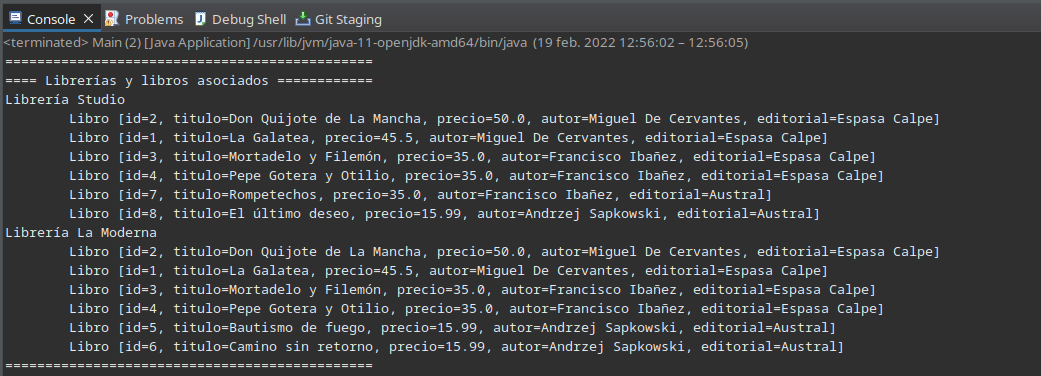 Console Problems Debug Shell Git Staging
<terminated> Main (2) [Java Application] /usr/lib/jvm/java-11-openjdk-amd64/bin/java (19 feb. 2022 12:56:02 – 12:56:05)
==============================================
==== Librerías y libros asociados ============
Librería Studio
Libro [id=2, titulo=Don Quijote de La Mancha, precio=50.0, autor=Miguel De Cervantes, editorial=Espasa Calpe]
Libro [id=1, titulo=La Galatea, precio=45.5, autor=Miguel De Cervantes, editorial=Espasa Calpe]
Libro [id=3, titulo=Mortadelo y Filemón, precio=35.0, autor=Francisco Ibañez, editorial=Espasa Calpe]
Libro [id=4, titulo=Pepe Gotera y Otilio, precio=35.0, autor=Francisco Ibañez, editorial=Espasa Calpe]
Libro [id=7, titulo=Rompetechos, precio=35.0, autor=Francisco Ibañez, editorial=Austral]
Libro [id=8, titulo=El último deseo, precio=15.99, autor=Andrzej Sapkowski, editorial=Austral]
Librería La Moderna
Libro [id=2, titulo=Don Quijote de La Mancha, precio=50.0, autor=Miguel De Cervantes, editorial=Espasa Calpe]
Libro [id=1, titulo=La Galatea, precio=45.5, autor=Miguel De Cervantes, editorial=Espasa Calpe]
Libro [id=3, titulo=Mortadelo y Filemón, precio=35.0, autor=Francisco Ibañez, editorial=Espasa Calpe]
Libro [id=4, titulo=Pepe Gotera y Otilio, precio=35.0, autor=Francisco Ibañez, editorial=Espasa Calpe]
Libro [id=5, titulo=Bautismo de fuego, precio=15.99, autor=Andrzej Sapkowski, editorial=Austral]
Libro [id=6, titulo=Camino sin retorno, precio=15.99, autor=Andrzej Sapkowski, editorial=Austral]
==============================================